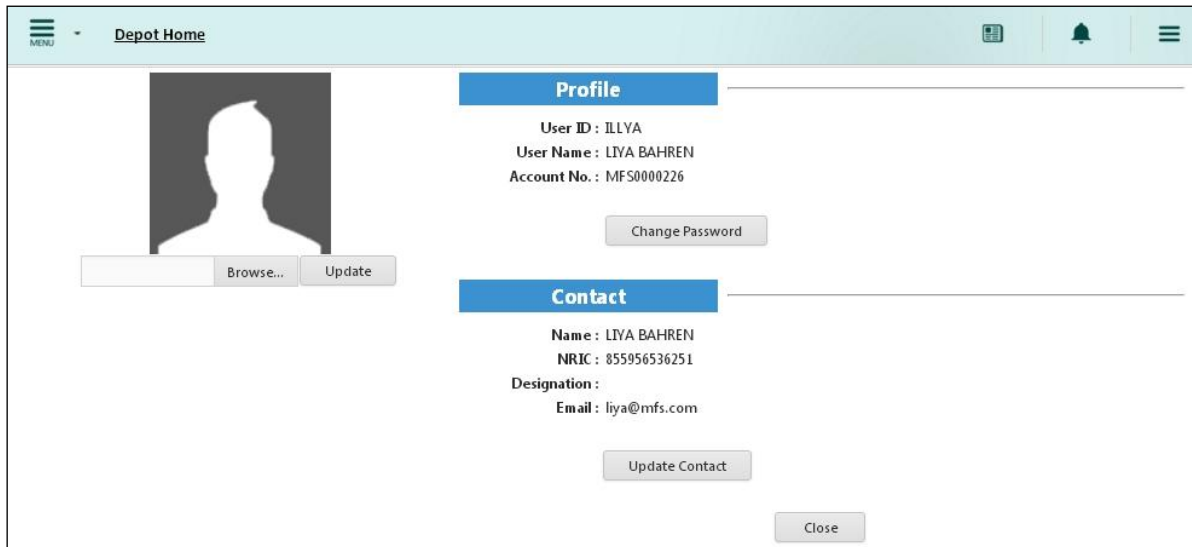 MENU
Depot Home
Profile
User ID : ILLYA
User Name : LIYA BAHREN
Account No. : MFS0000226
Change Password
Browse... Update
Contact
Name : LIYA BAHREN
NRIC : 855956536251
Designation :
Email : liya@mfs.com
Update Contact
Close